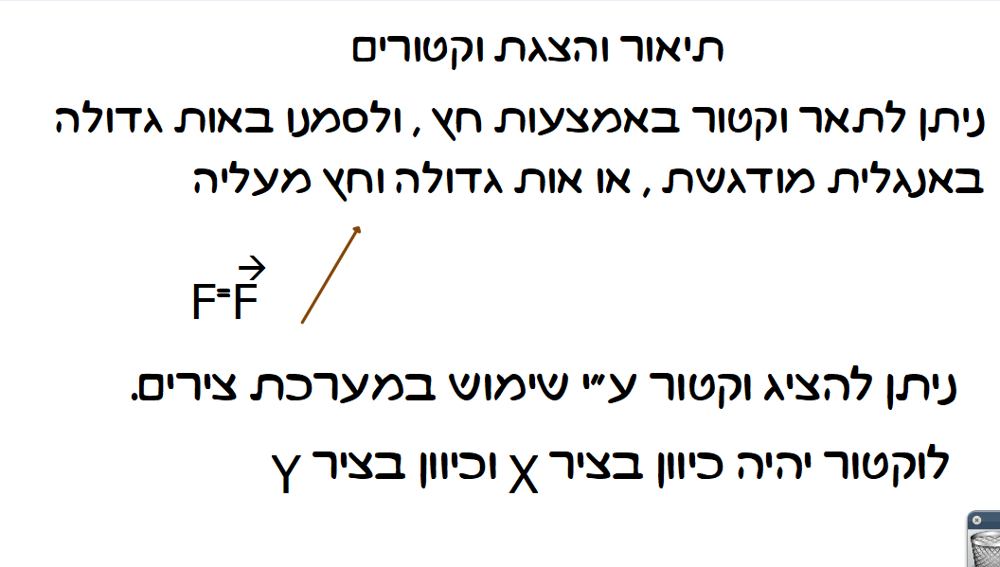 תיאור והצגת וקטורים
ניתן לתאר וקטור באמצעות חץ , ולסמנו באות גדולה
באנגלית מודגשת , או אות גדולה וחץ מעליה
F=F→
ניתן להציג וקטור ע"י שימוש במערכת צירים.
לוקטור יהיה כיוון בציר X וכיוון בציר Y